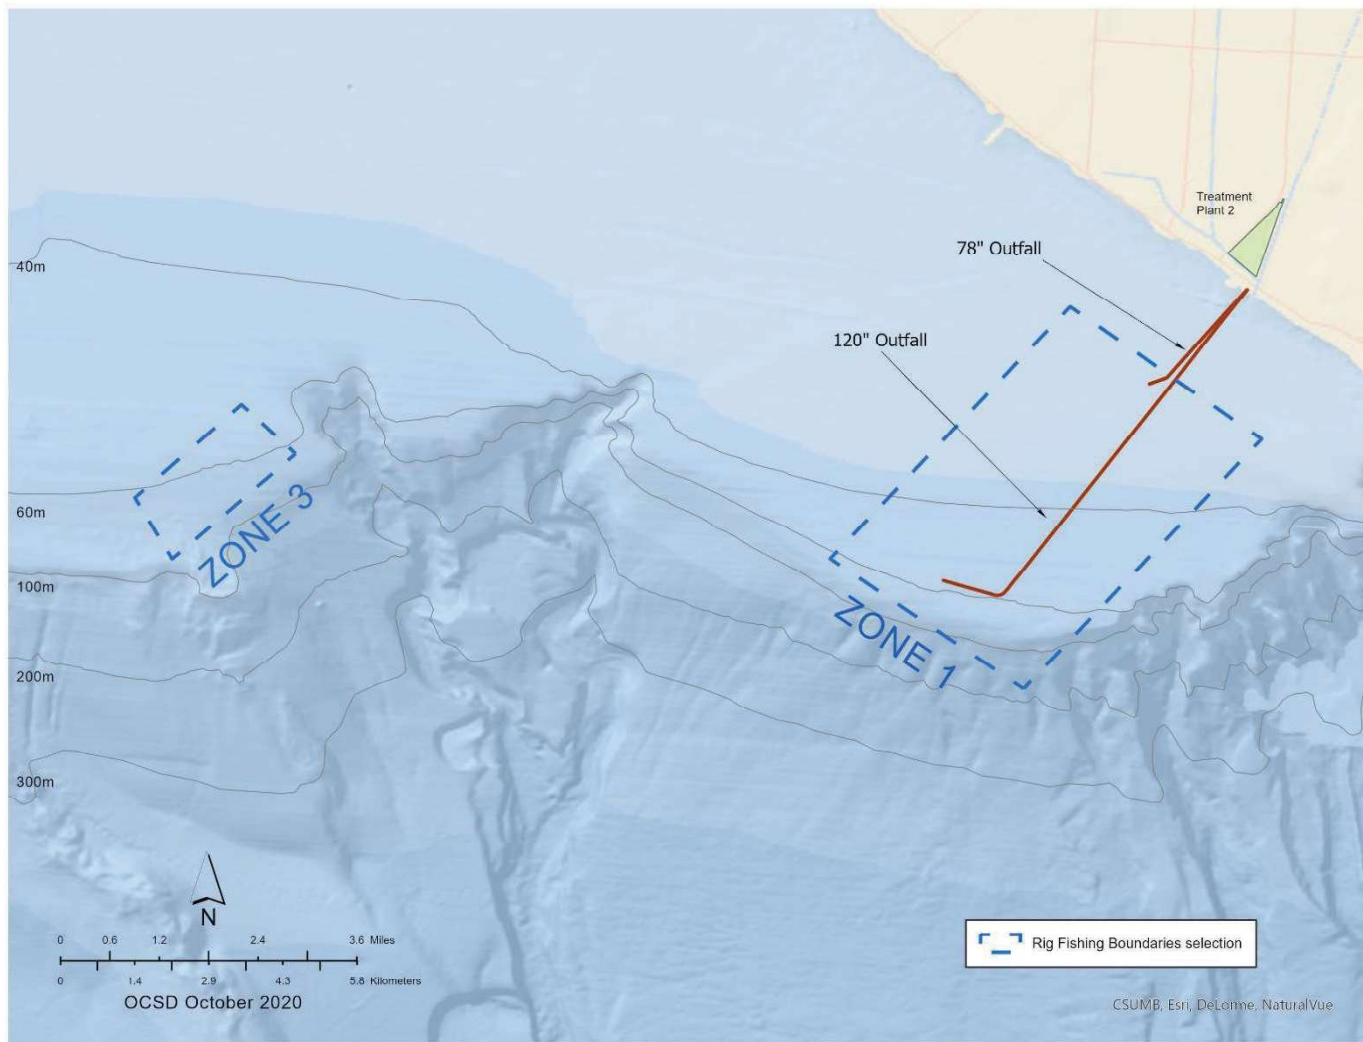 Treatment
Plant 2
78" Outfall
40m
120" Outfall
60m
ZONE 3
100m
ZONE 1
200m
300m
N
0 0.6 1.2 2.4 3.6 Miles
0 1.4 2.9 4.3 5.8 Kilometers
OCSD October 2020
Rig Fishing Boundaries selection
CSUMB, Esri, DeLorme, NaturalVue